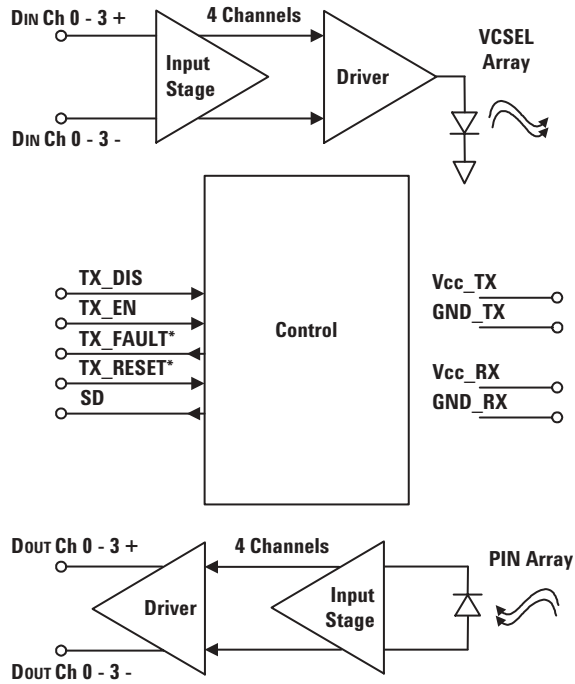 DIN Ch 0 - 3 +
4 Channels
VCSEL
Array
Input
Stage
Driver
DIN Ch 0 - 3 -
TX_DIS
TX_EN
TX_FAULT*
TX_RESET*
SD
Control
Vcc_TX
GND_TX
Vcc_RX
GND_RX
DOUT Ch 0 - 3 +
4 Channels
PIN Array
Driver
Input
Stage
DOUT Ch 0 - 3 -